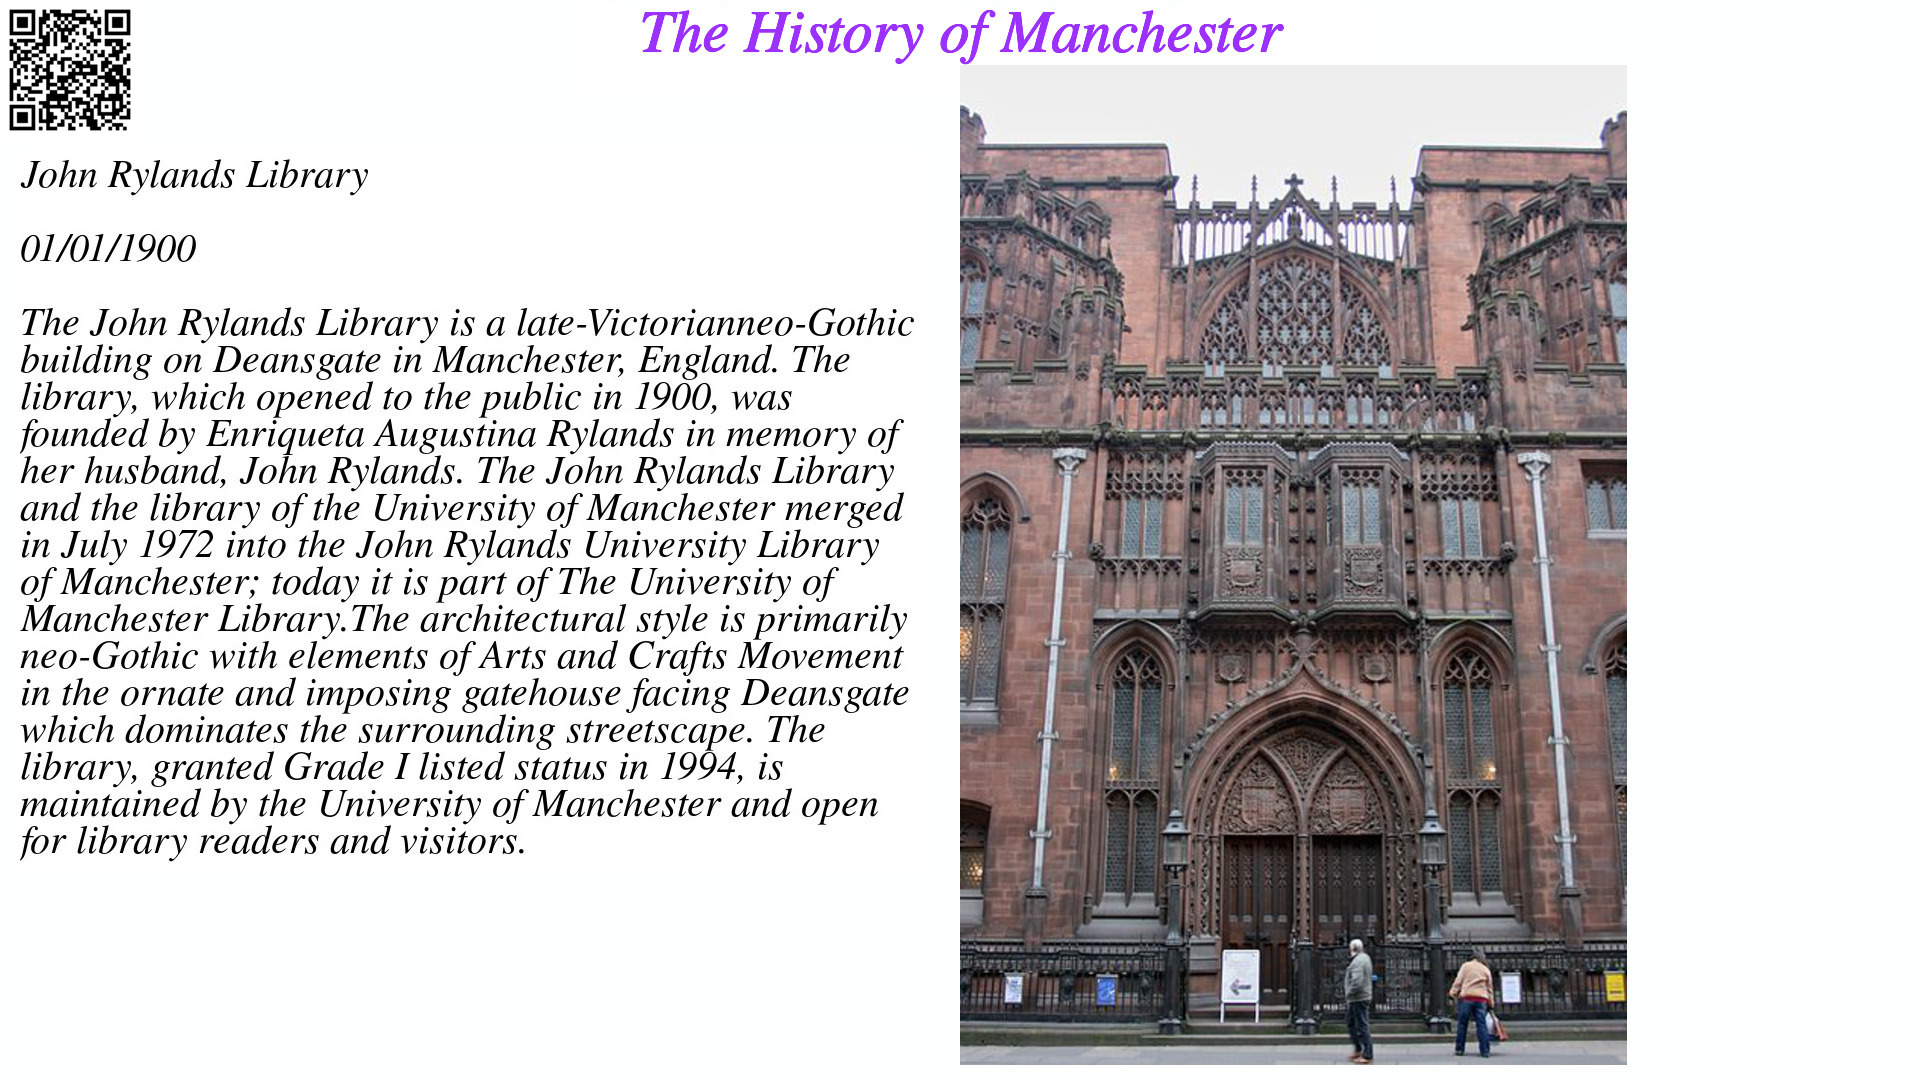 The History of Manchester
John Rylands Library
01/01/1900
The John Rylands Library is a late-Victorianneo-Gothic
building on Deansgate in Manchester, England. The
library, which opened to the public in 1900, was
founded by Enriqueta Augustina Rylands in memory of
her husband, John Rylands. The John Rylands Library
and the library of the University of Manchester merged
in July 1972 into the John Rylands University Library
of Manchester; today it is part of The University of
Manchester Library.The architectural style is primarily
neo-Gothic with elements of Arts and Crafts Movement
in the ornate and imposing gatehouse facing Deansgate
which dominates the surrounding streetscape. The
library, granted Grade I listed status in 1994, is
maintained by the University of Manchester and open
for library readers and visitors.